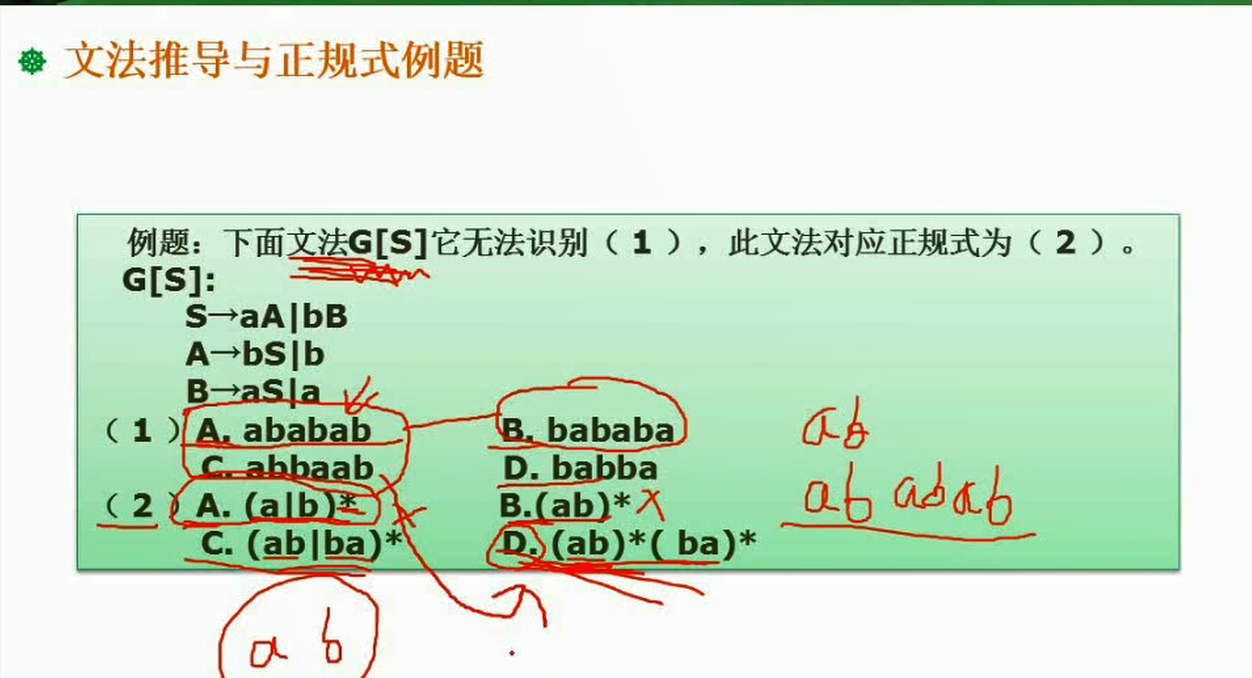 文法推导与正规式例题
例题：下面文法G[S]它无法识别（ 1 ），此文法对应正规式为（ 2 ）。
G[S]:
S→aA|bB
A→bS|b
B→aS|a
（ 1 ）A. ababab B. bababa
C. abbaab D. babba
（ 2 ）A. (a|b)* B.(ab)*
C. (ab|ba)* D. (ab)*( ba)*
ab
ab abab
a b